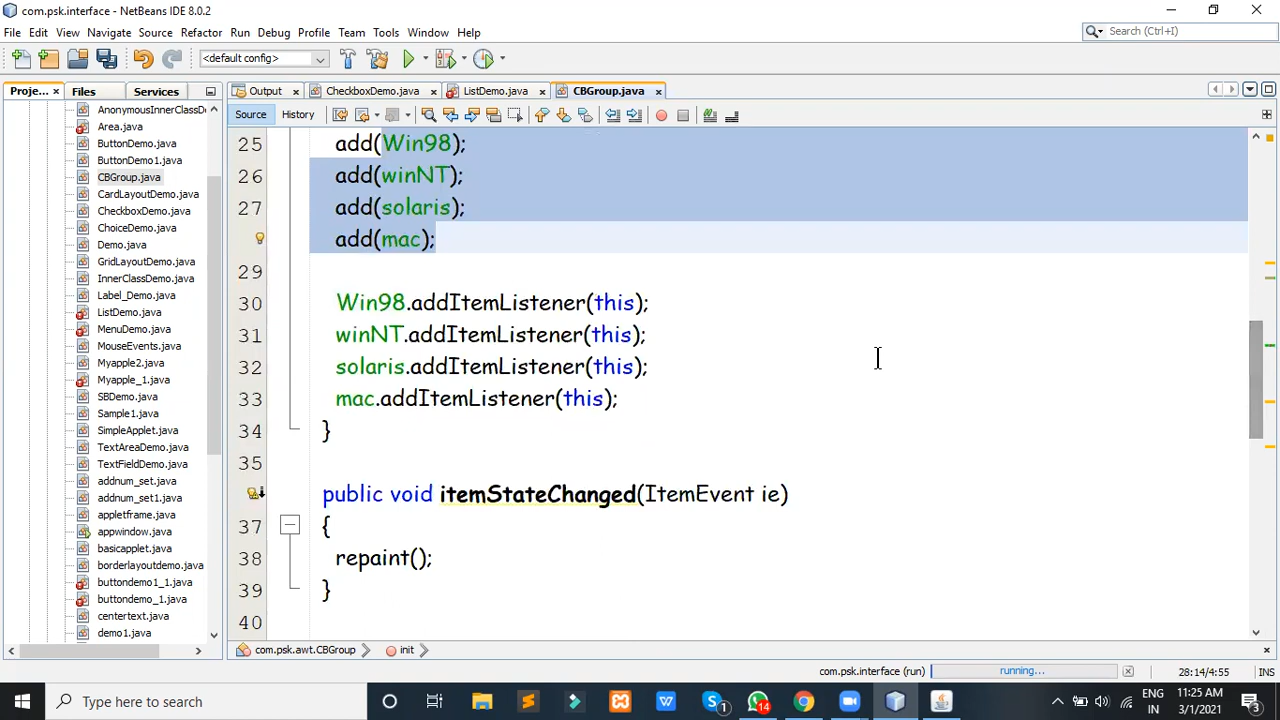 com.psk.interface - NetBeans IDE 8.0.2
File Edit View Navigate Source Refactor Run Debug Profile Team Tools Window Help
Search (Ctrl+I)
<default config>
Proje... Files Services
Output CheckboxDemo.java ListDemo.java CBGroup.java
Source History
AnonymousInnerClassD
Area.java
ButtonDemo.java
ButtonDemo1.java
CBGroup.java
CardLayoutDemo.java
CheckboxDemo.java
ChoiceDemo.java
Demo.java
GridLayoutDemo.java
InnerClassDemo.java
Label_Demo.java
ListDemo.java
MenuDemo.java
MouseEvents.java
Myapple2.java
Myapple_1.java
SBDemo.java
Sample1.java
SimpleApplet.java
TextAreaDemo.java
TextFieldDemo.java
addnum_set.java
addnum_set1.java
appletframe.java
appwindow.java
basicapplet.java
borderlayoutdemo.java
buttondemo1_1.java
buttondemo_1.java
centertext.java
demo1.java
25 add(Win98);
26 add(winNT);
27 add(solaris);
add(mac);
29
30 Win98.addItemListener(this);
31 winNT.addItemListener(this);
32 solaris.addItemListener(this);
33 mac.addItemListener(this);
34 }
35
public void itemStateChanged(ItemEvent ie)
37 {
38 repaint();
39 }
40
com.psk.awt.CBGroup init
com.psk.interface (run) running... 28:14/4:55 INS
Type here to search
1
14
ENG
IN
11:25 AM
3/1/2021
3